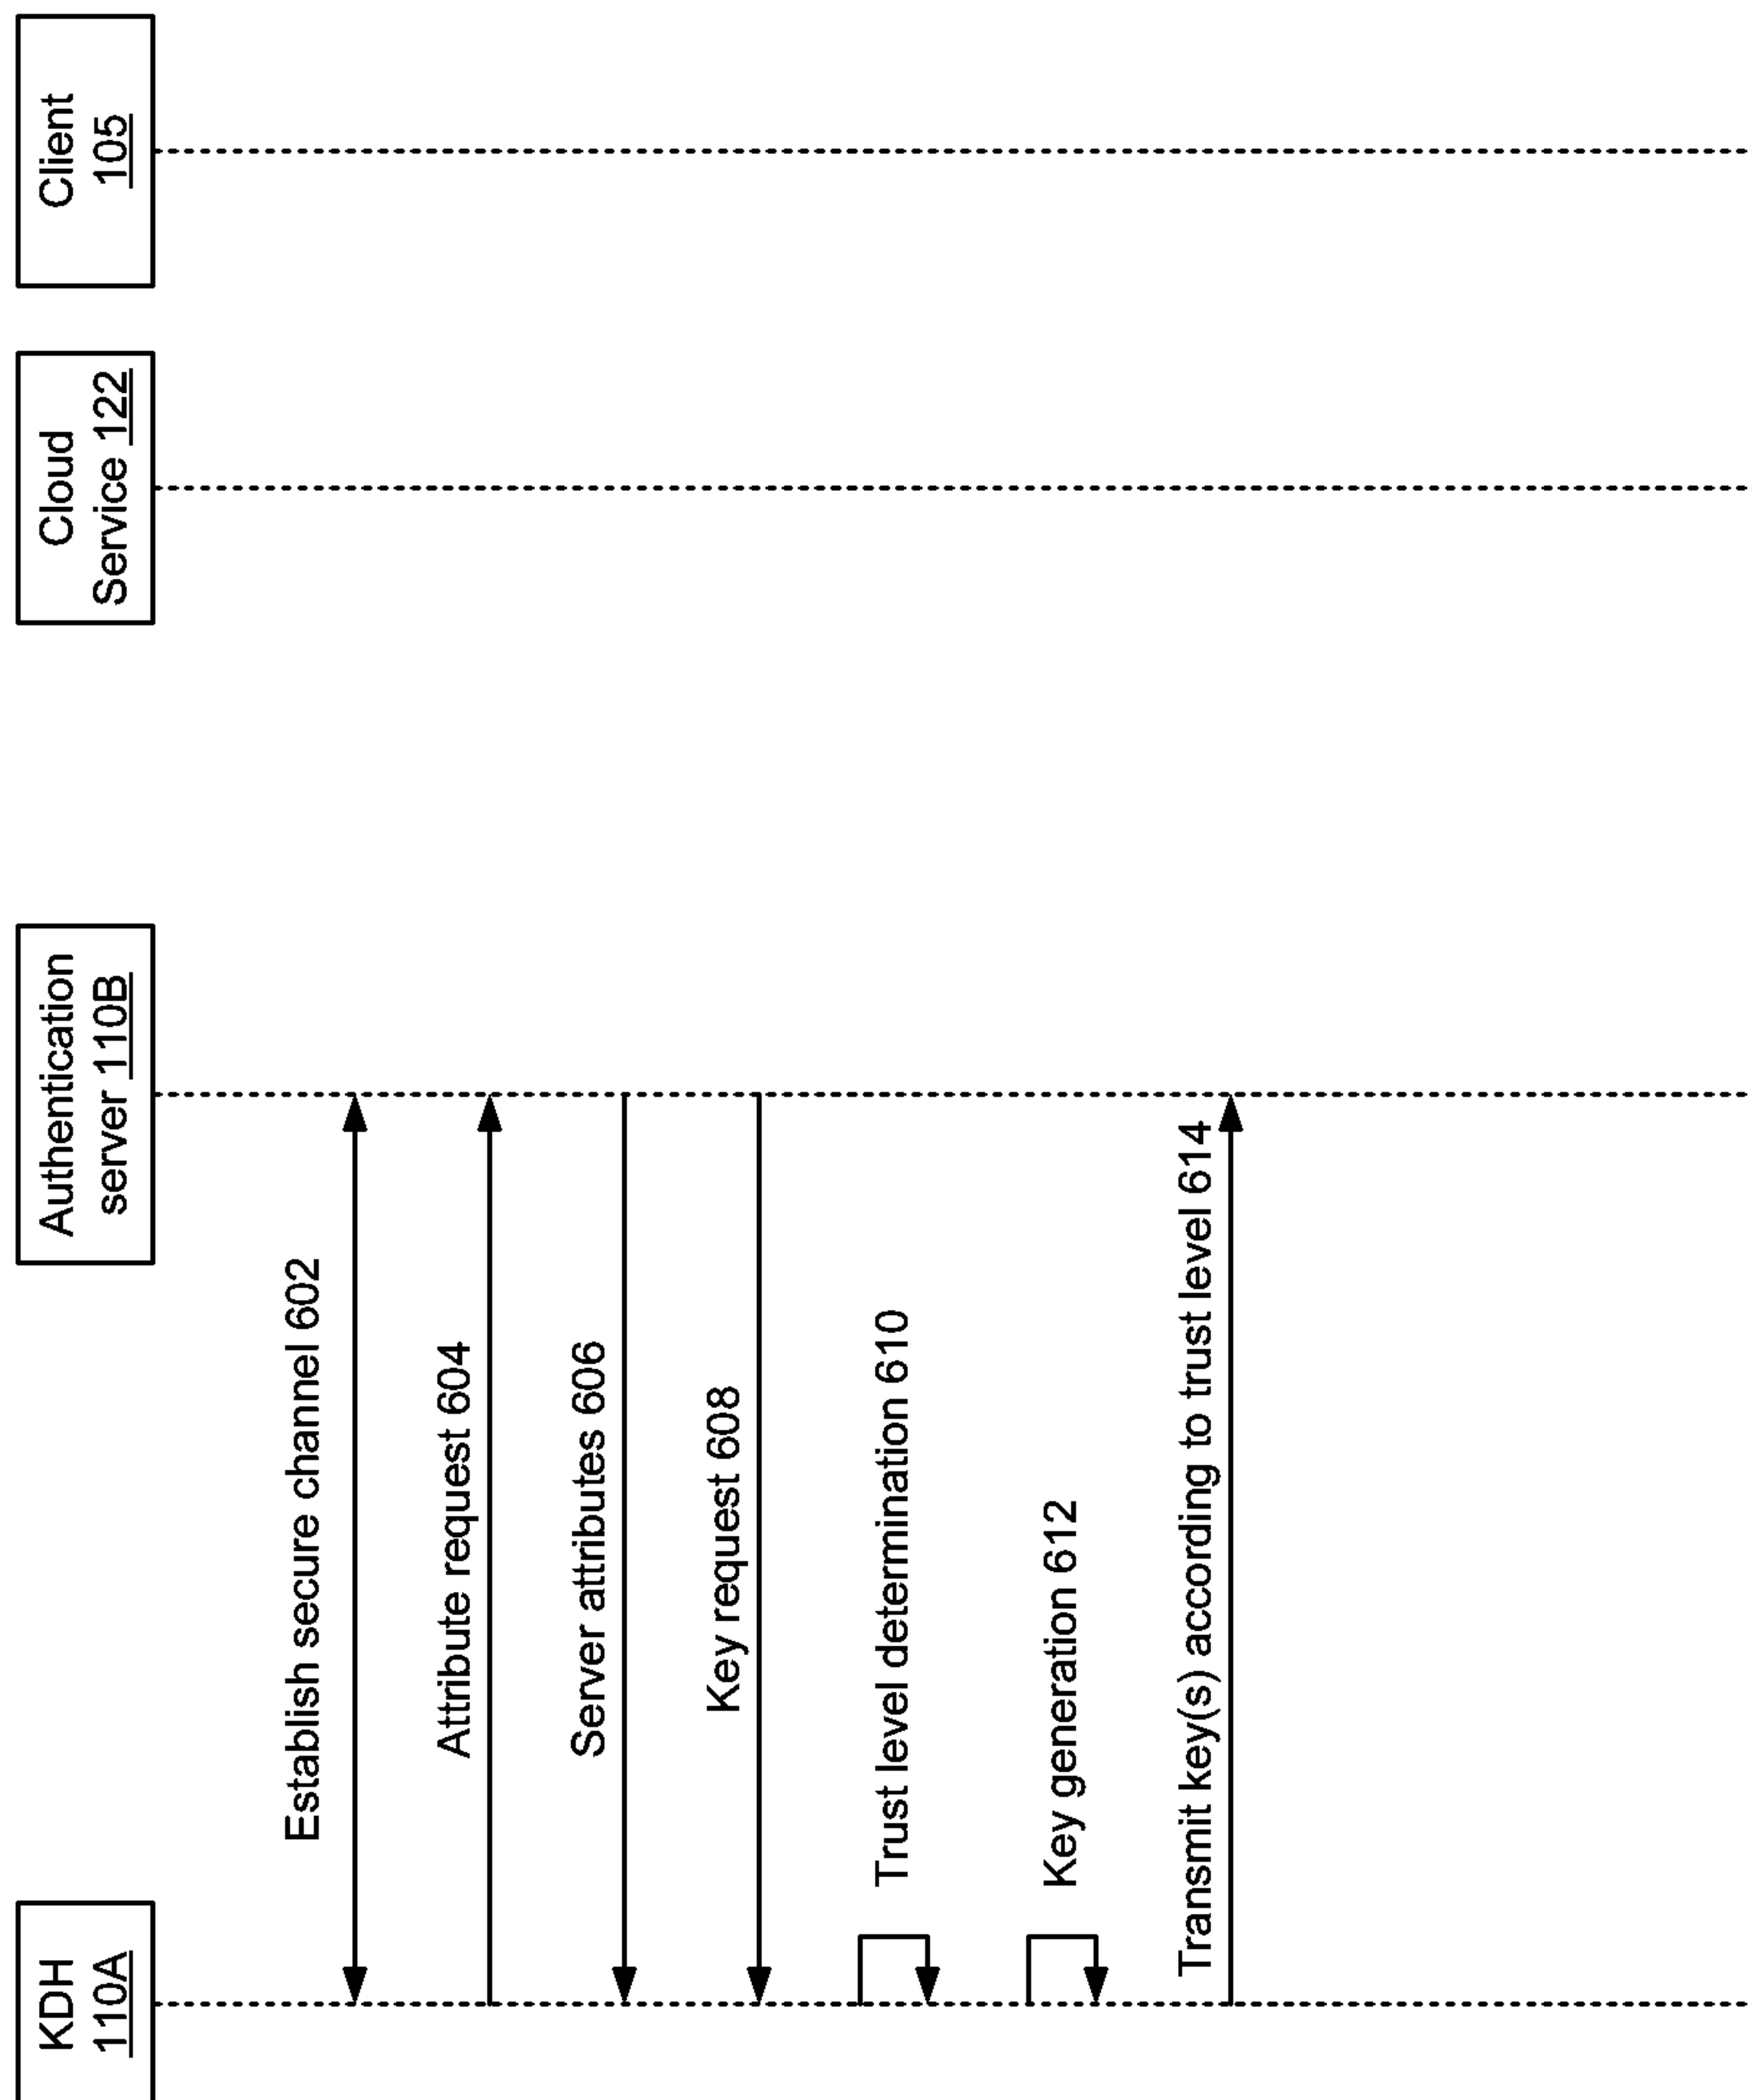 KDH
110A
Authentication
server 110B
Cloud
Service 122
Client
105
Establish secure channel 602
Attribute request 604
Server attributes 606
Key request 608
Trust level determination 610
Key generation 612
Transmit key(s) according to trust level 614